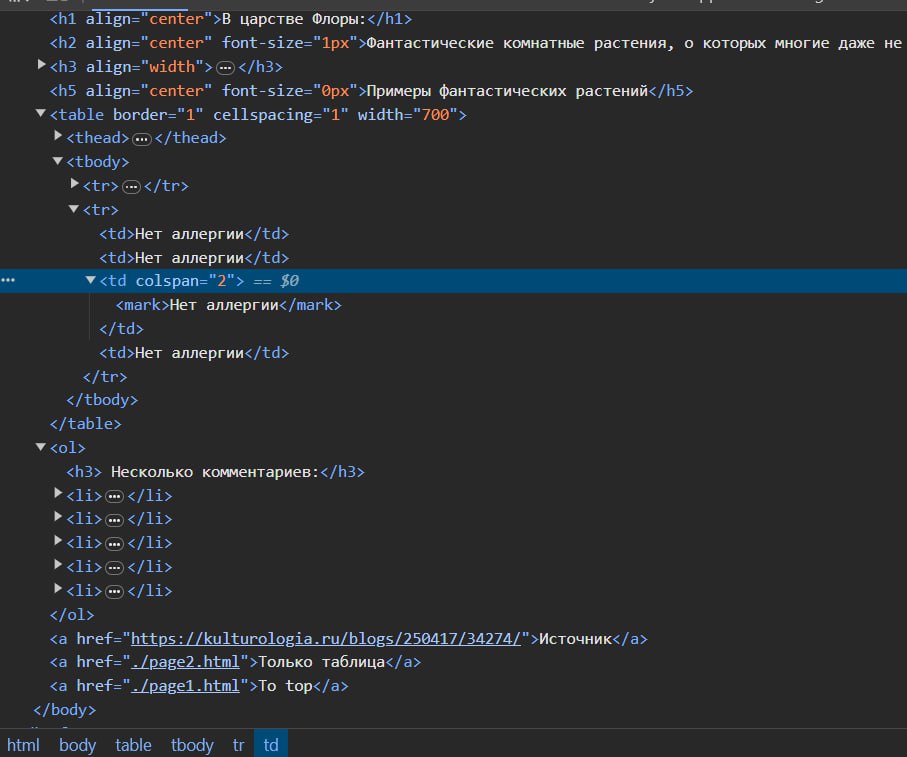 <h1 align="center">В царстве Флоры:</h1>
<h2 align="center" font-size="1px">Фантастические комнатные растения, о которых многие даже не
<h3 align="width"> … </h3>
<h5 align="center" font-size="0px">Примеры фантастических растений</h5>
<table border="1" cellspacing="1" width="700">
<thead> … </thead>
<tbody>
<tr> … </tr>
<tr>
<td>Нет аллергии</td>
<td>Нет аллергии</td>
<td colspan="2"> == $0
<mark>Нет аллергии</mark>
</td>
<td>Нет аллергии</td>
</tr>
</tbody>
</table>
<ol>
<h3> Несколько комментариев:</h3>
<li> … </li>
<li> … </li>
<li> … </li>
<li> … </li>
<li> … </li>
</ol>
<a href="https://kulturologia.ru/blogs/250417/34274/">Источник</a>
<a href="./page2.html">Только таблица</a>
<a href="./page1.html">To top</a>
</body>
html body table tbody tr td